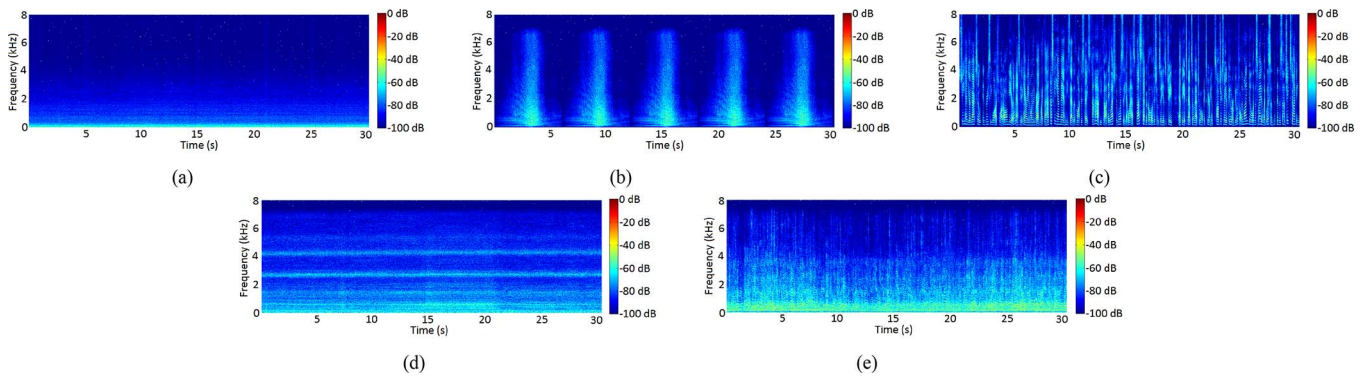 8 6 4 2 0
Frequency (kHz)
5 10 15 20 25 30
Time (s)
0 dB
-20 dB
-40 dB
-60 dB
-80 dB
-100 dB
(a)
8 6 4 2 0
Frequency (kHz)
5 10 15 20 25 30
Time (s)
0 dB
-20 dB
-40 dB
-60 dB
-80 dB
-100 dB
(b)
8 6 4 2 0
Frequency (kHz)
5 10 15 20 25 30
Time (s)
0 dB
-20 dB
-40 dB
-60 dB
-80 dB
-100 dB
(c)
8 6 4 2 0
Frequency (kHz)
5 10 15 20 25 30
Time (s)
0 dB
-20 dB
-40 dB
-60 dB
-80 dB
-100 dB
(d)
8 6 4 2 0
Frequency (kHz)
5 10 15 20 25 30
Time (s)
0 dB
-20 dB
-40 dB
-60 dB
-80 dB
-100 dB
(e)